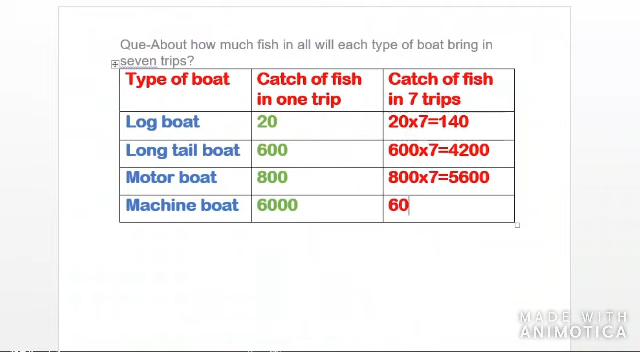 Que-About how much fish in all will each type of boat bring in
seven trips?
Type of boat Catch of fish in one trip Catch of fish in 7 trips
Log boat 20 20x7=140
Long tail boat 600 600x7=4200
Motor boat 800 800x7=5600
Machine boat 6000 60
MADE WITH
ANIMOTICA